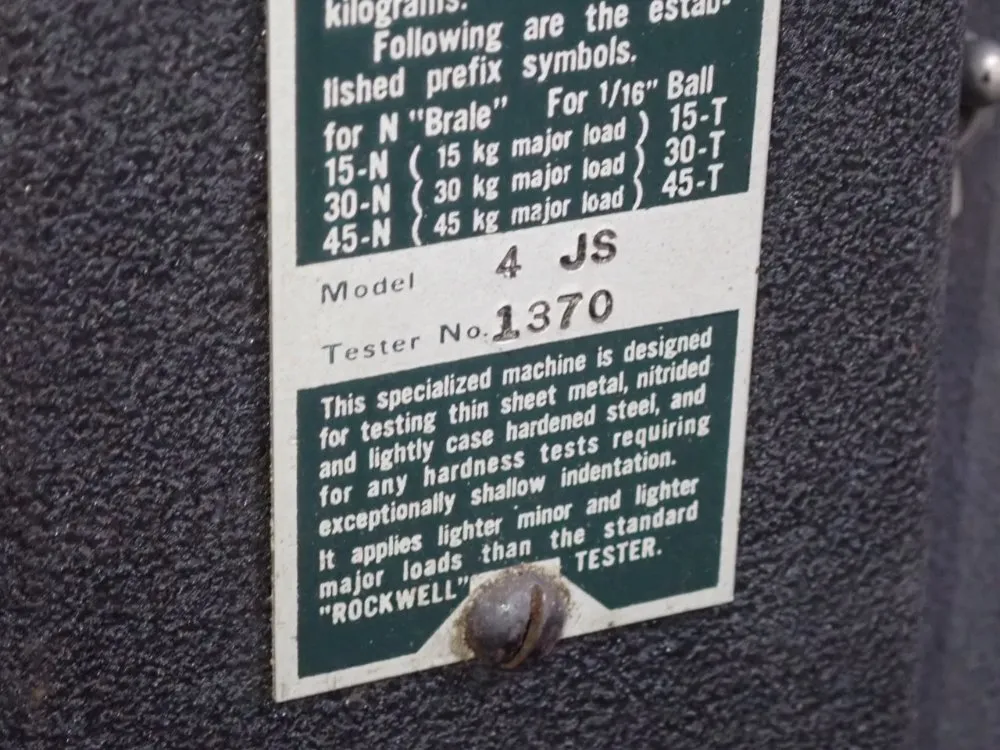 kilograms.
Following are the estab-
lished prefix symbols.
for N "Brale" For 1/16" Ball
15-N ( 15 kg major load ) 15-T
30-N { 30 kg major load } 30-T
45-N ( 45 kg major load ) 45-T
Model 4 JS
Tester No. 1370
This specialized machine is designed
for testing thin sheet metal, nitrided
and lightly case hardened steel, and
for any hardness tests requiring
exceptionally shallow indentation.
It applies lighter minor and lighter
major loads than the standard
"ROCKWELL" TESTER.